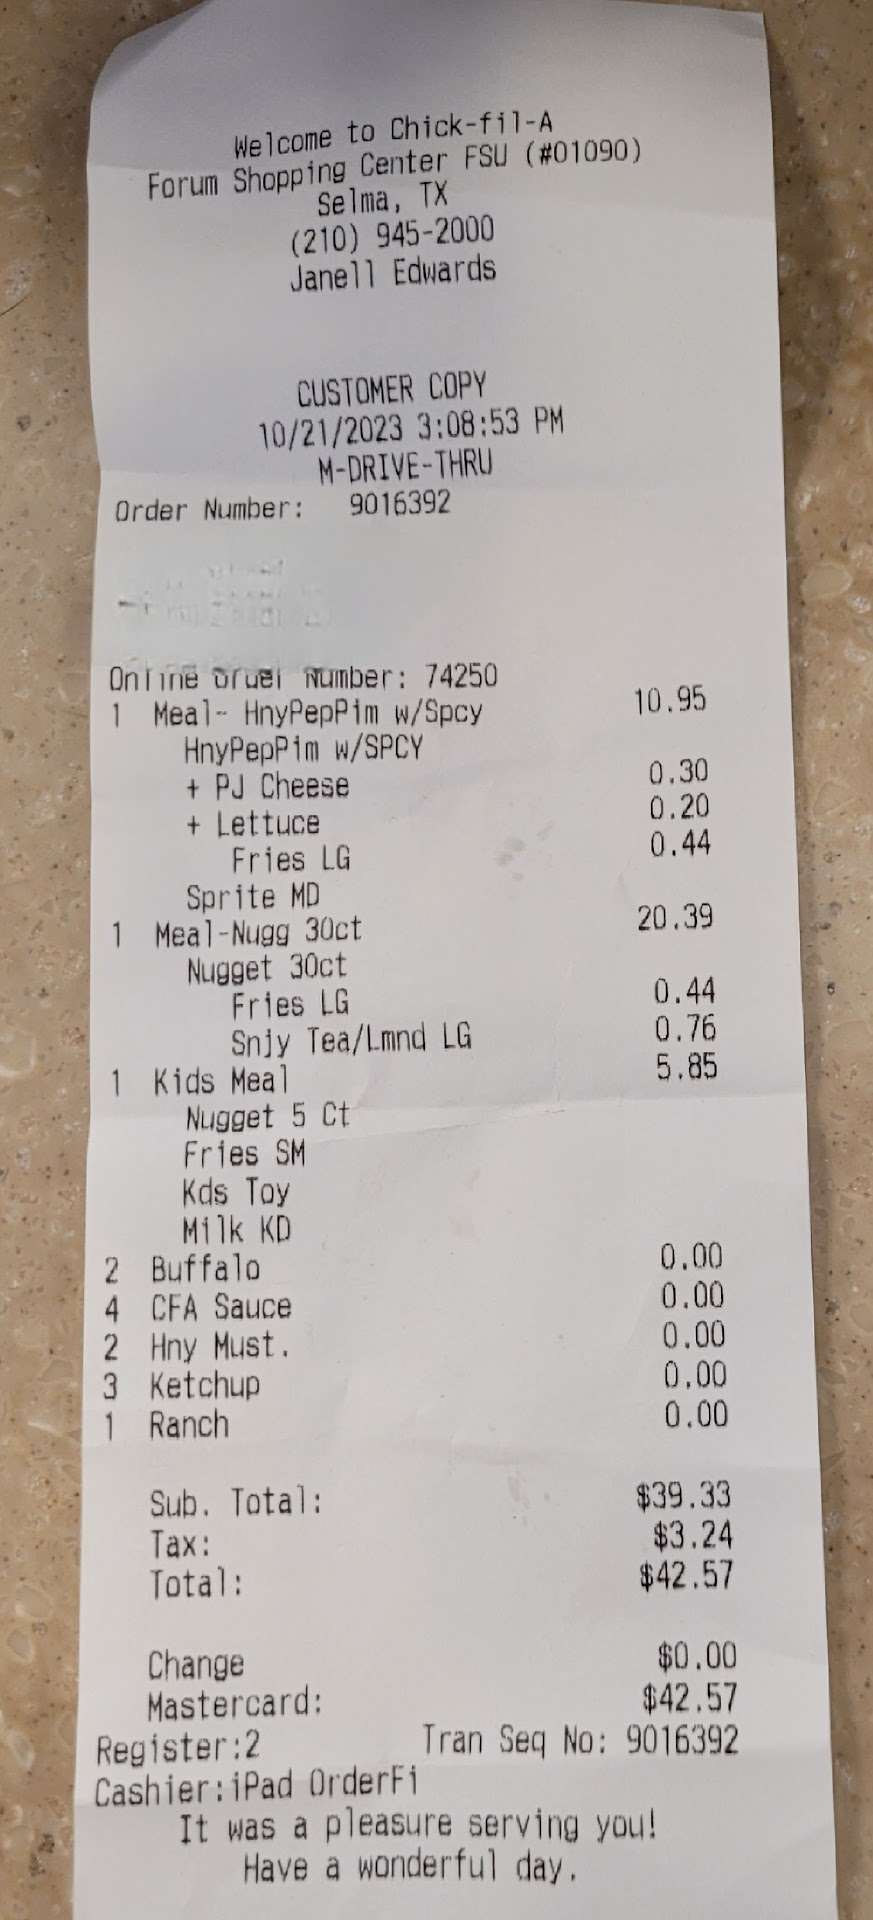 Welcome to Chick-fil-A
Forum Shopping Center FSU (#01090)
Selma, TX
(210) 945-2000
Janell Edwards
CUSTOMER COPY
10/21/2023 3:08:53 PM
M-DRIVE-THRU
Order Number: 9016392
Online Order Number: 74250
1 Meal- HnyPepPim w/Spcy 10.95
HnyPepPim w/SPCY
+ PJ Cheese 0.30
+ Lettuce 0.20
Fries LG 0.44
Sprite MD
1 Meal-Nugg 30ct 20.39
Nugget 30ct
Fries LG 0.44
Snjy Tea/Lmnd LG 0.76
1 Kids Meal 5.85
Nugget 5 Ct
Fries SM
Kds Toy
Milk KD
2 Buffalo 0.00
4 CFA Sauce 0.00
2 Hny Must. 0.00
3 Ketchup 0.00
1 Ranch 0.00
Sub. Total: $39.33
Tax: $3.24
Total: $42.57
Change $0.00
Mastercard: $42.57
Register:2 Tran Seq No: 9016392
Cashier:iPad OrderFi
It was a pleasure serving you!
Have a wonderful day.